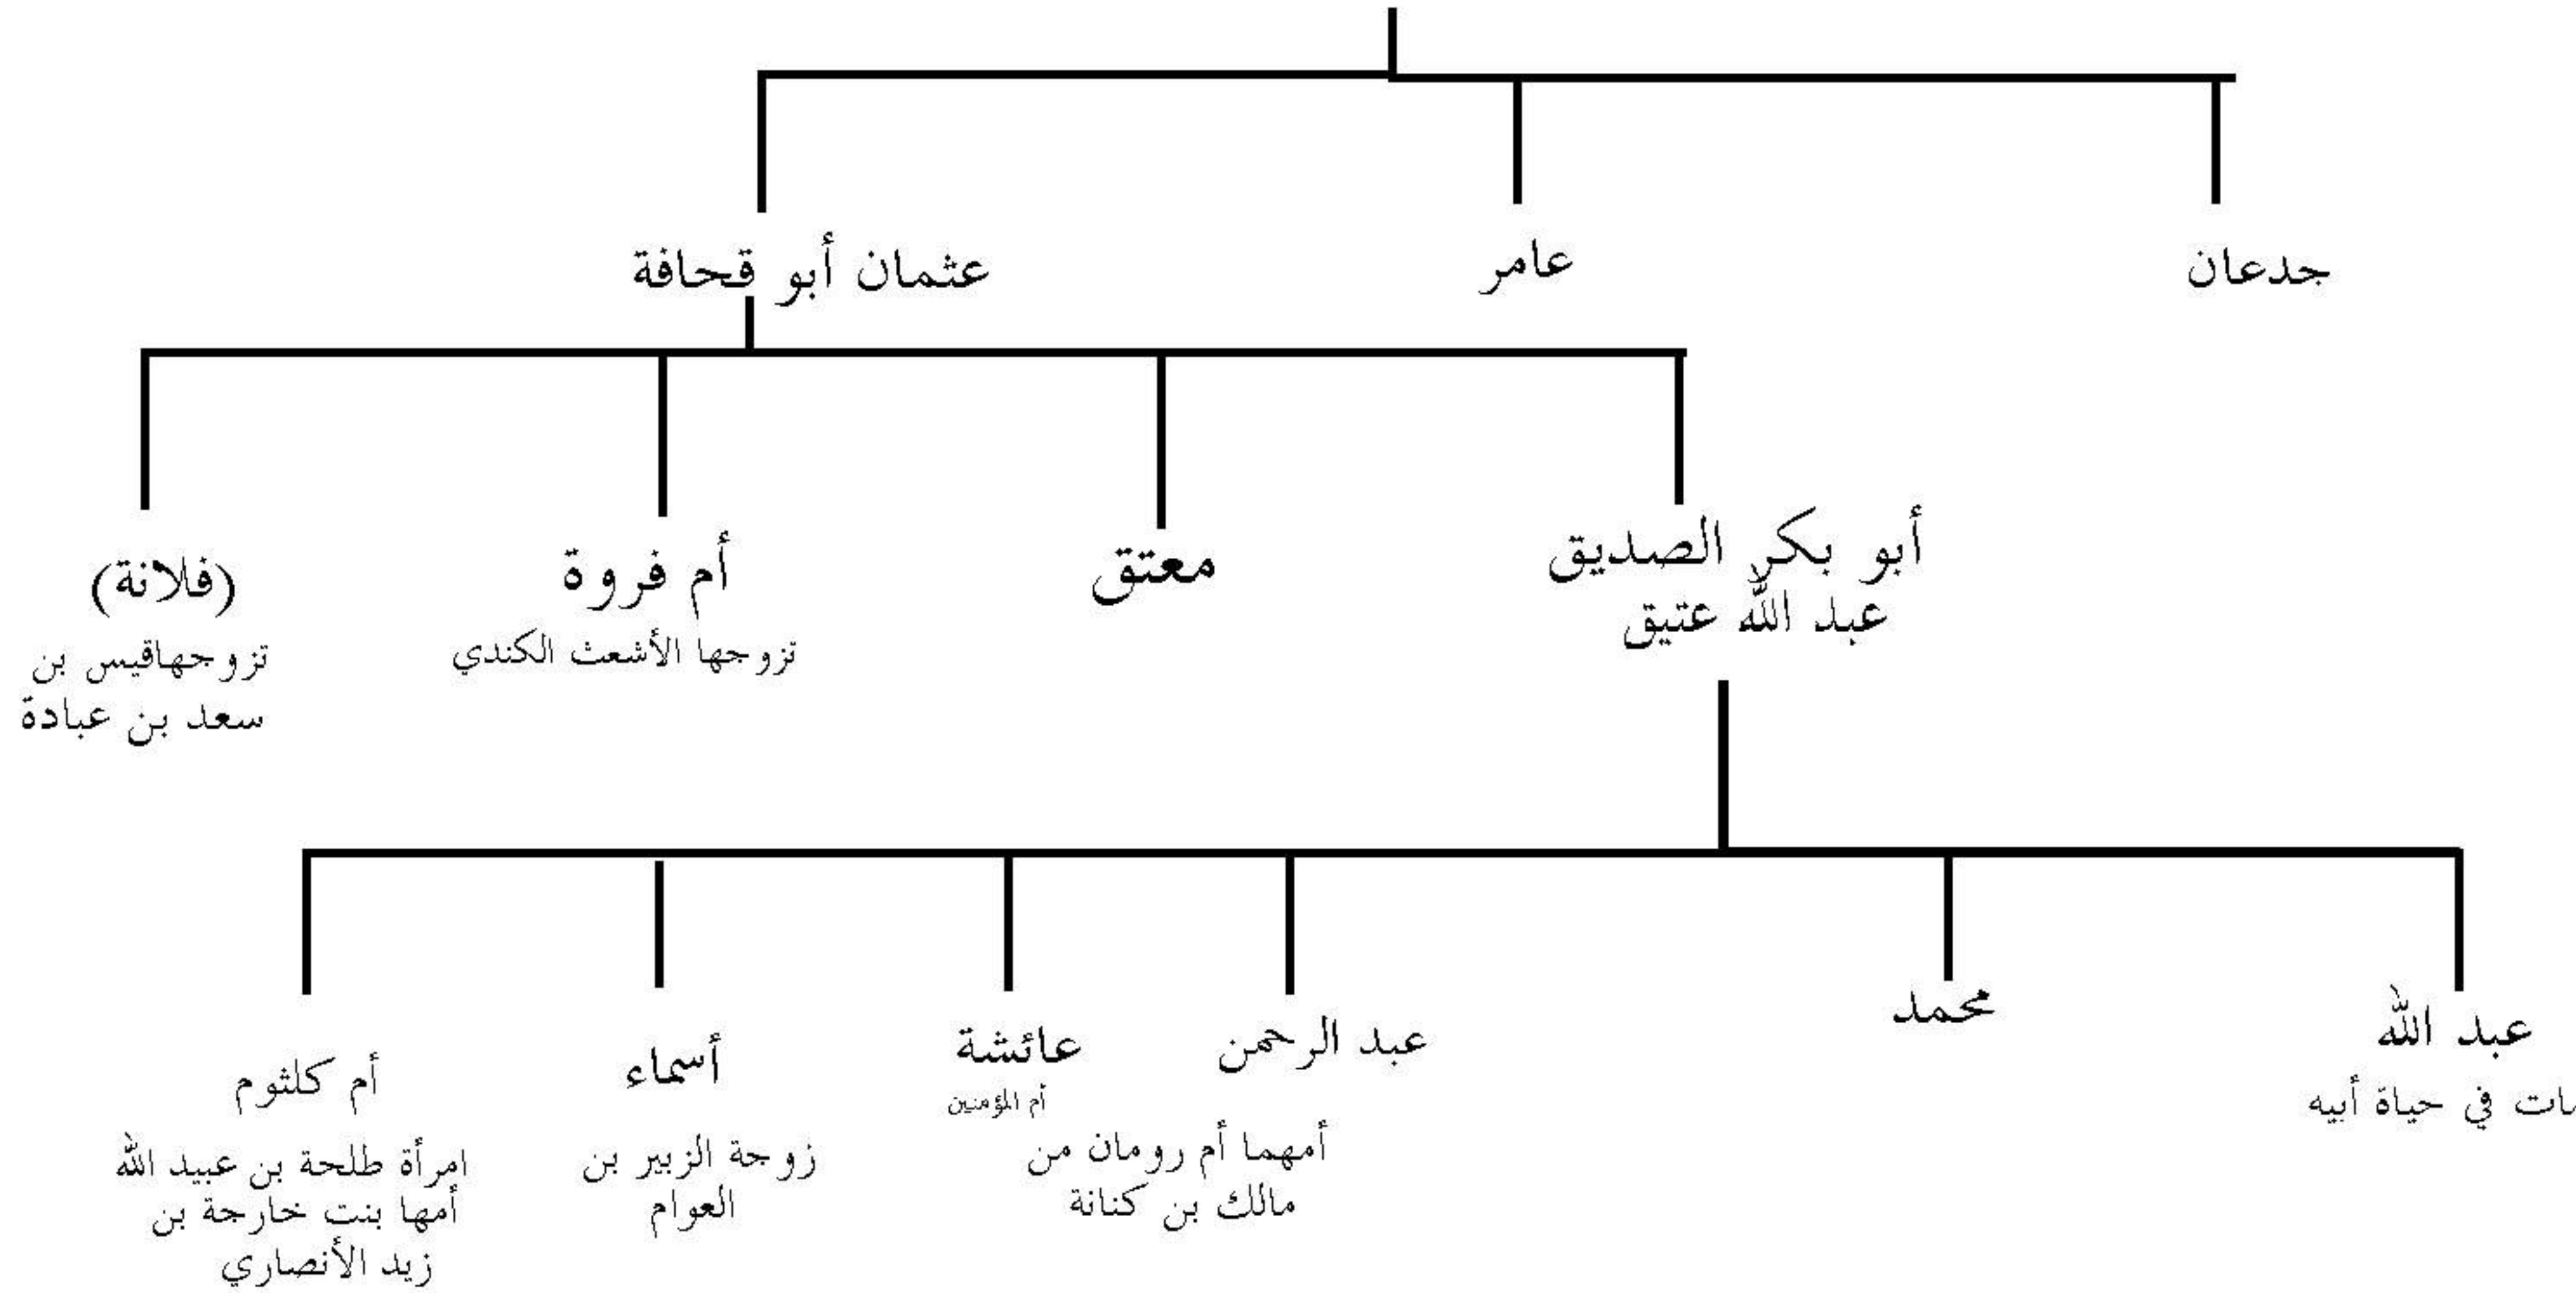 جدعان
عامر
عثمان أبو قحافة
أبو بكر الصديق
عبد الله عتيق
معتق
أم فروة
تزوجها الأشعث الكندي
(فلانة)
تزوجهاقيس بن
سعد بن عبادة
عبد الله
في حياة أبيه
محمد
عبد الرحمن
عائشة
أم المؤمنين
أمهما أم رومان من
مالك بن كنانة
أسماء
زوجة الزبير بن
العوام
أم كلثوم
امرأة طلحة بن عبيد الله
أمها بنت خارجة بن
زيد الأنصاري